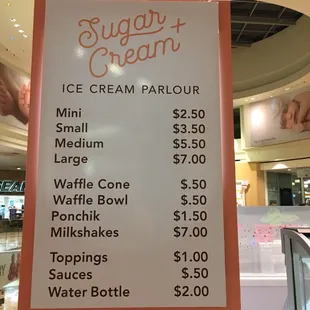 Sugar +
Cream
ICE CREAM PARLOUR
Mini $2.50
Small $3.50
Medium $5.50
Large $7.00
Waffle Cone $.50
Waffle Bowl $.50
Ponchik $1.50
Milkshakes $7.00
Toppings $1.00
Sauces $.50
Water Bottle $2.00